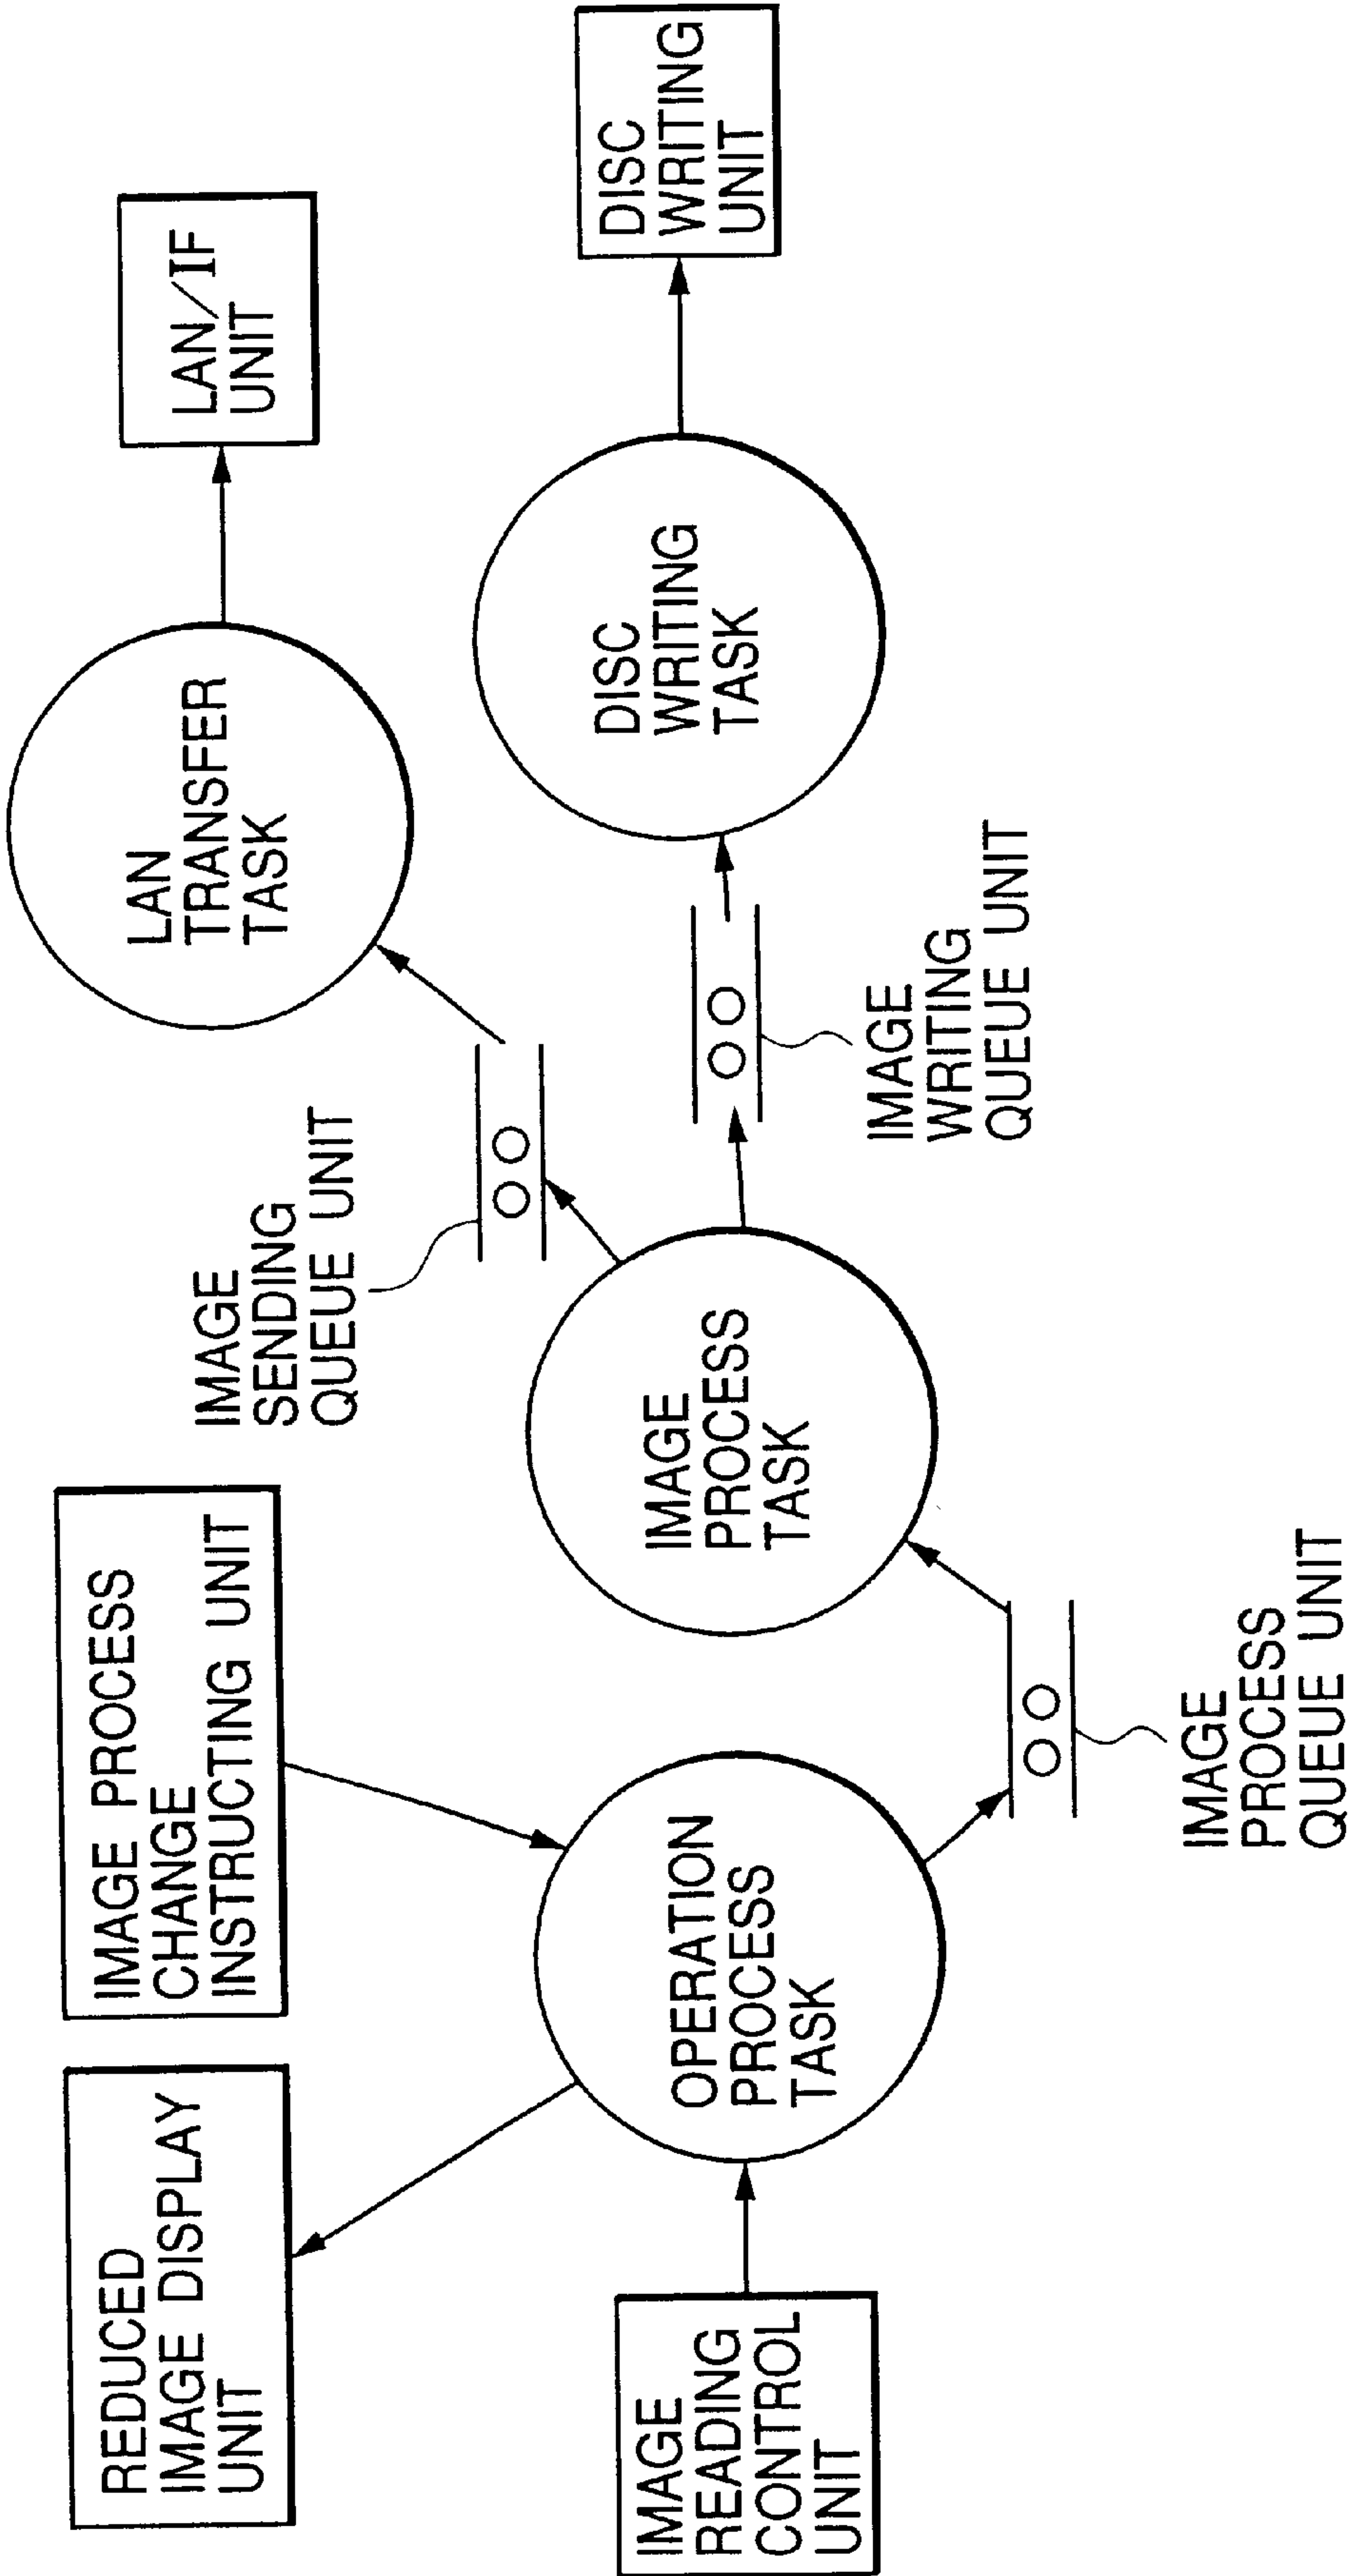 REDUCED
IMAGE DISPLAY
UNIT
IMAGE PROCESS
CHANGE
INSTRUCTING UNIT
IMAGE
SENDING
QUEUE UNIT
LAN
TRANSFER
TASK
LAN/IF
UNIT
IMAGE
READING
CONTROL
UNIT
OPERATION
PROCESS
TASK
IMAGE
PROCESS
TASK
DISC
WRITING
TASK
DISC
WRITING
UNIT
IMAGE
PROCESS
QUEUE UNIT
IMAGE
WRITING
QUEUE UNIT